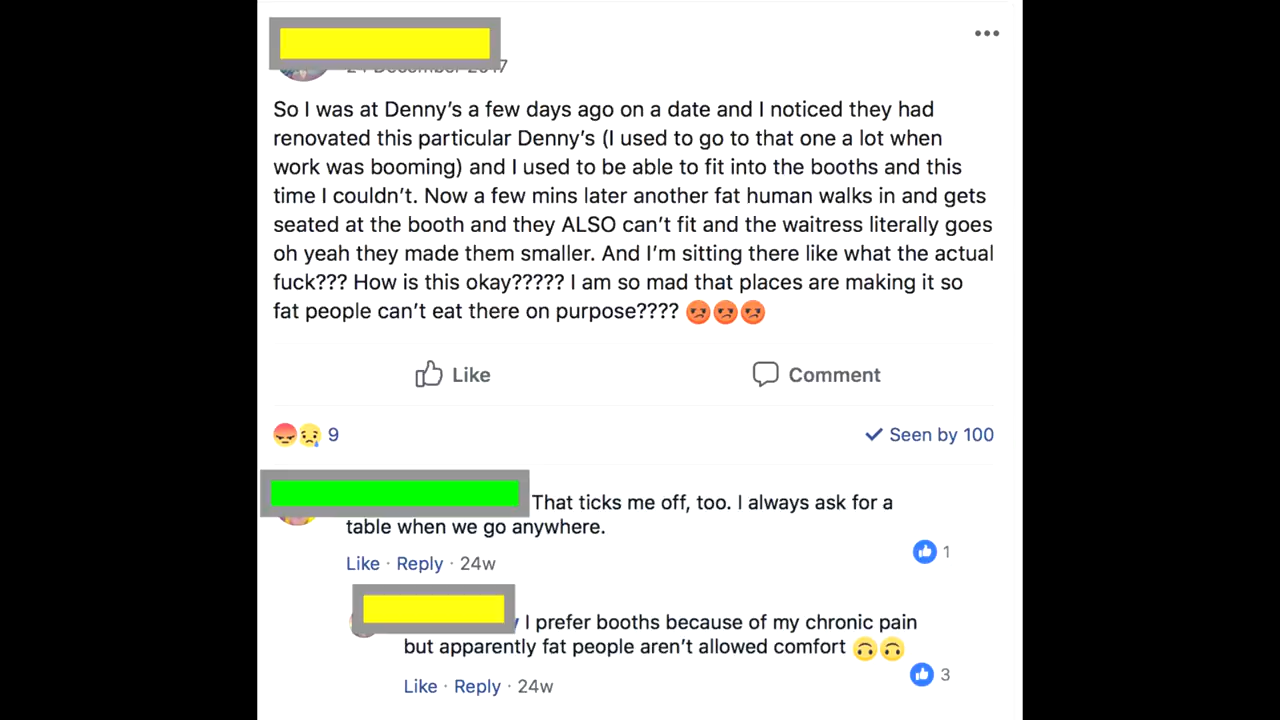 24 December 2017
So I was at Denny’s a few days ago on a date and I noticed they had
renovated this particular Denny’s (I used to go to that one a lot when
work was booming) and I used to be able to fit into the booths and this
time I couldn’t. Now a few mins later another fat human walks in and gets
seated at the booth and they ALSO can’t fit and the waitress literally goes
oh yeah they made them smaller. And I’m sitting there like what the actual
fuck??? How is this okay????? I am so mad that places are making it so
fat people can’t eat there on purpose???? 😡😡😡
Like Comment
9 Seen by 100
That ticks me off, too. I always ask for a
table when we go anywhere.
Like · Reply · 24w 1
I prefer booths because of my chronic pain
but apparently fat people aren’t allowed comfort 🙃🙃
Like · Reply · 24w 3